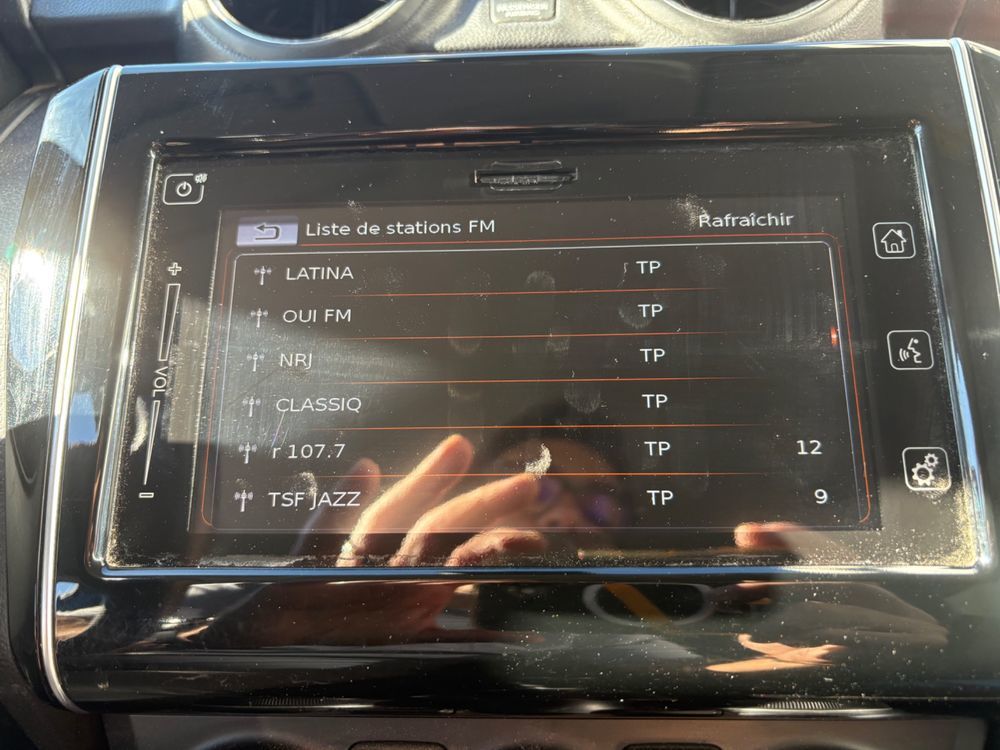 Liste de stations FM Rafraîchir
LATINA TP
OUI FM TP
NRJ TP
CLASSIQ TP
r 107.7 TP 12
TSF JAZZ TP 9
+
VOL
-